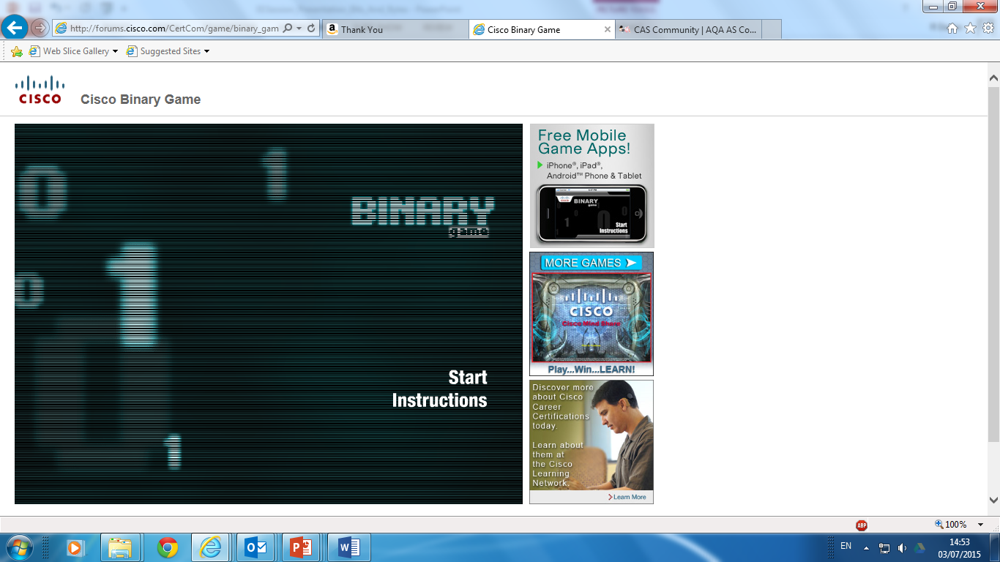 http://forums.cisco.com/CertCom/game/binary_gam
Thank You
Cisco Binary Game
CAS Community | AQA AS Co...
Web Slice Gallery
Suggested Sites
CISCO
Cisco Binary Game
0
1
BINARY
game
1
0
1
Start
Instructions
Free Mobile
Game Apps!
iPhone®, iPad®,
Android™ Phone & Tablet
BINARY
game
1
0
Start
Instructions
MORE GAMES
CISCO
Cisco Mind Share
Play...Win...LEARN!
Discover more
about Cisco
Career
Certifications
today.
Learn about
them at
the Cisco
Learning
Network.
Learn More
ABP
100%
EN
14:53
03/07/2015